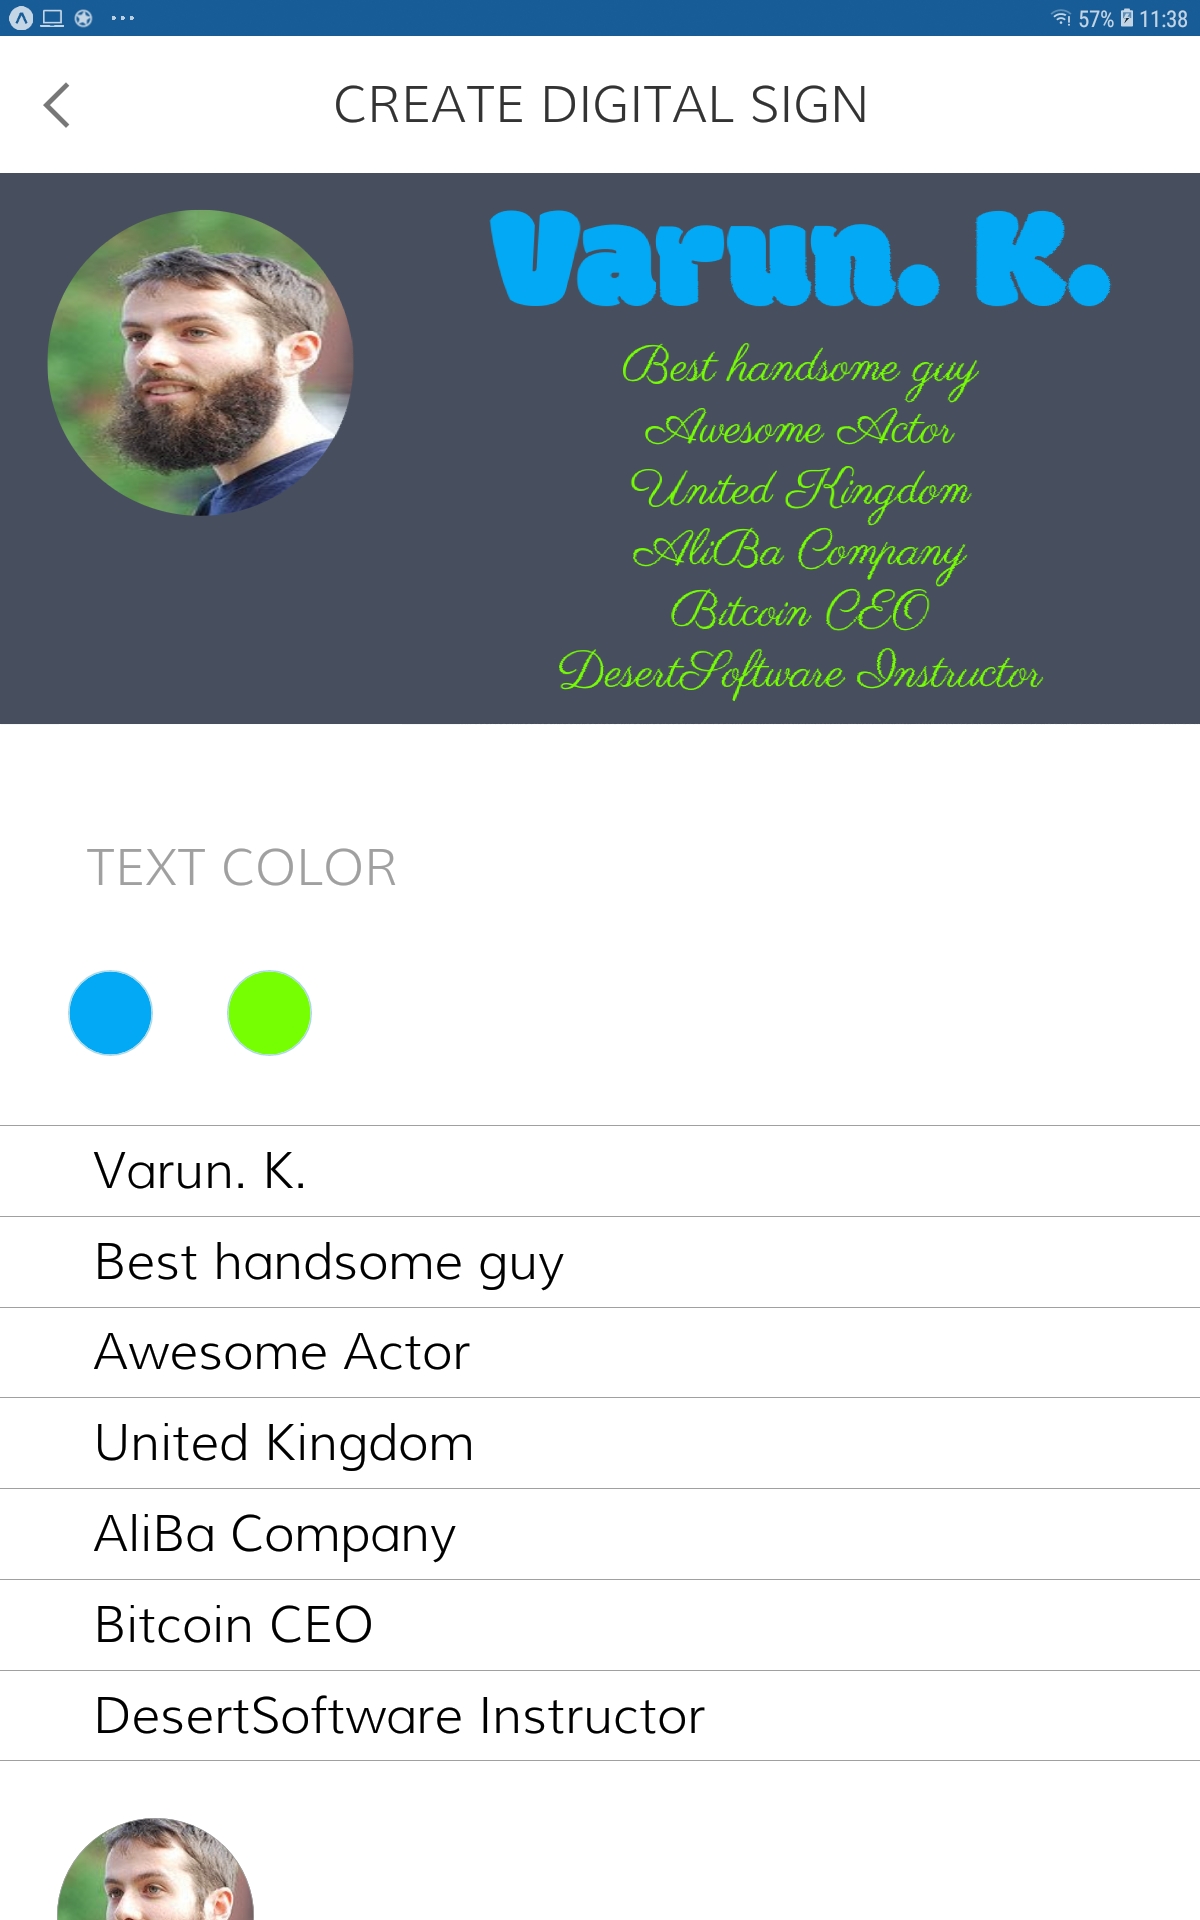 57% 11:38
CREATE DIGITAL SIGN
Varun. K.
Best handsome guy
Awesome Actor
United Kingdom
AliBa Company
Bitcoin CEO
DesertSoftware Instructor
TEXT COLOR
Varun. K.
Best handsome guy
Awesome Actor
United Kingdom
AliBa Company
Bitcoin CEO
DesertSoftware Instructor